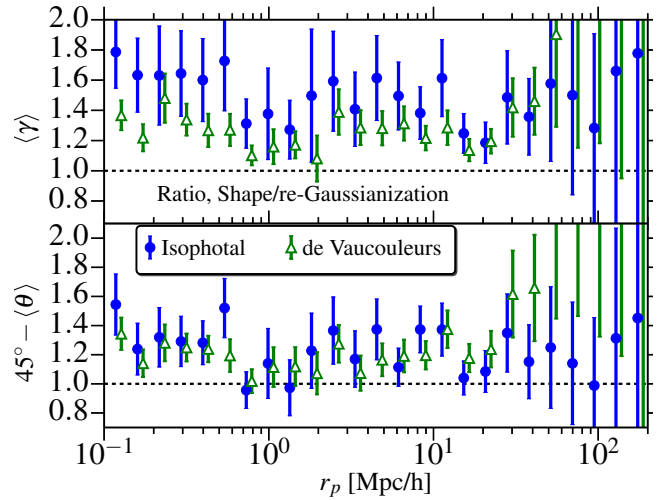 2.0
1.8
1.6
1.4
1.2
1.0
0.8
⟨γ⟩
Ratio, Shape/re-Gaussianization
Isophotal
de Vaucouleurs
2.0
1.8
1.6
1.4
1.2
1.0
0.8
45° − ⟨θ⟩
10⁻¹ 10⁰ 10¹ 10²
r_p [Mpc/h]